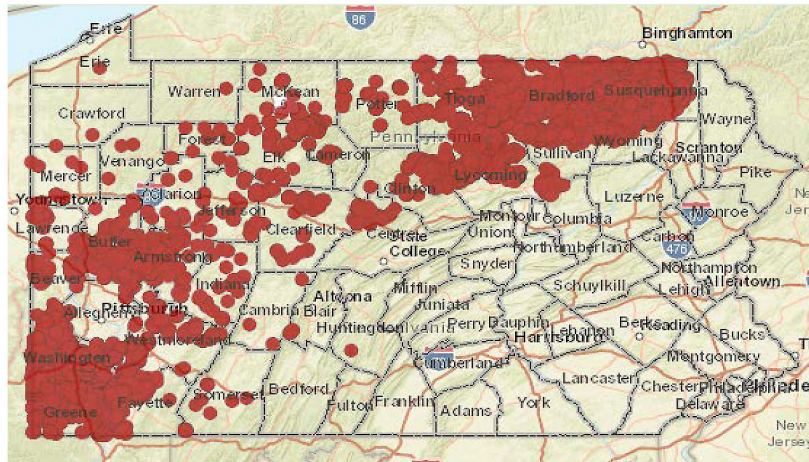 86
Erie
Binghamton
Erie
Warren
McKean
Potter
Tioga
Bradford
Susquehanna
Crawford
Wayne
Forest
Pennsylvania
Wyoming
Scranton
Venango
Elk
Cameron
Sullivan
Lackawanna
Mercer
Lycoming
Pike
Clarion
Clinton
Luzerne
Youngstown
Jefferson
Montour
Columbia
Monroe
Lawrence
Clearfield
Centre
State
College
Union
Northumberland
Carbon
476
Butler
Armstrong
Snyder
Northampton
Beaver
Indiana
Mifflin
Schuylkill
Lehigh
Allentown
Allegheny
Pittsburgh
Cambria
Altoona
Blair
Juniata
Huntingdon
Perry
Dauphin
Lebanon
Berks
Reading
Bucks
Westmoreland
Harrisburg
Washington
Cumberland
Montgomery
Lancaster
Chester
Philadelphia
Somerset
Bedford
Fulton
Franklin
Adams
York
Delaware
Greene
Fayette
New
Jersey